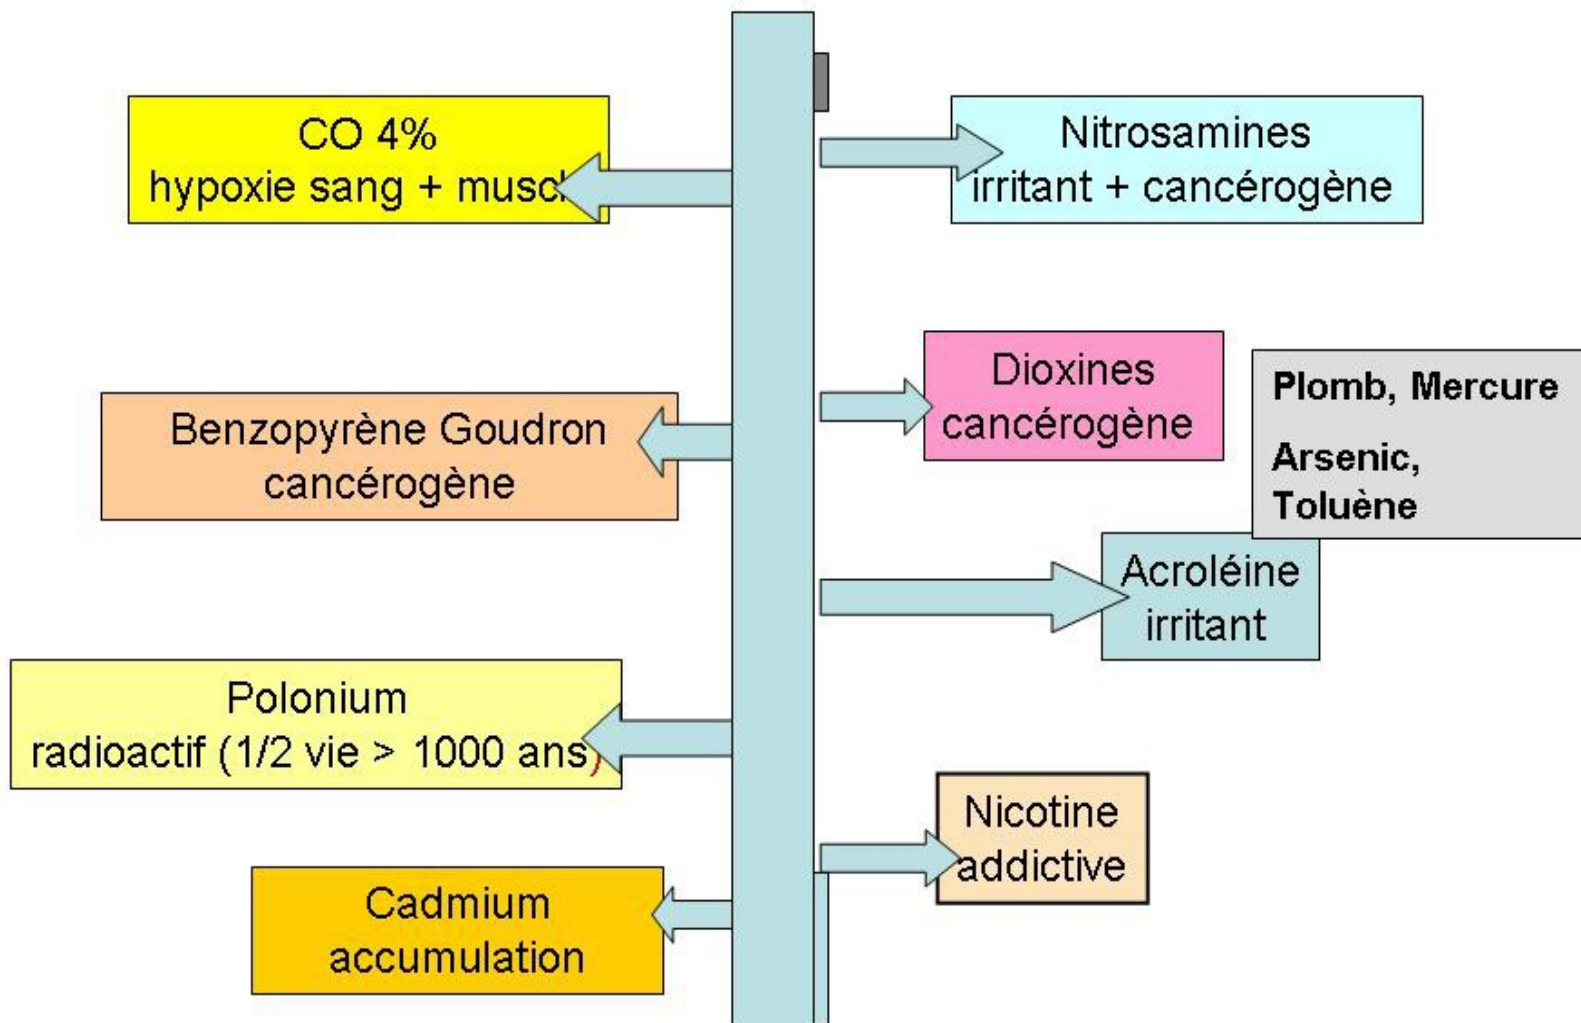 CO 4%
hypoxie sang + muscl
Nitrosamines
irritant + cancérogène
Dioxines
cancérogène
Plomb, Mercure
Arsenic,
Toluène
Benzopyrène Goudron
cancérogène
Acroléine
irritant
Polonium
radioactif (1/2 vie > 1000 ans)
Nicotine
addictive
Cadmium
accumulation